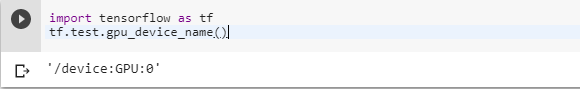 import tensorflow as tf
tf.test.gpu_device_name()
'/device:GPU:0'